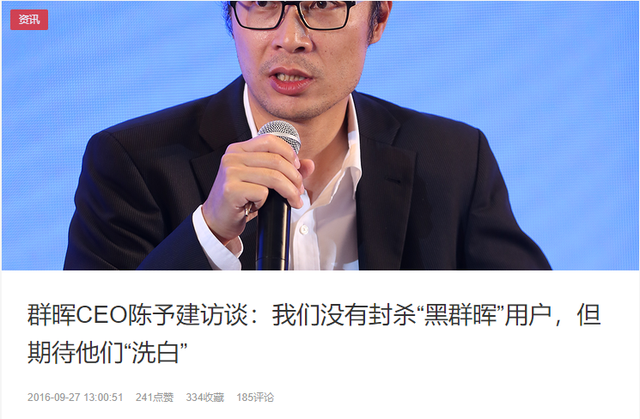 资讯
群晖CEO陈予建访谈：我们没有封杀“黑群晖”用户，但
期待他们“洗白”
2016-09-27 13:00:51 241点赞 334收藏 185评论